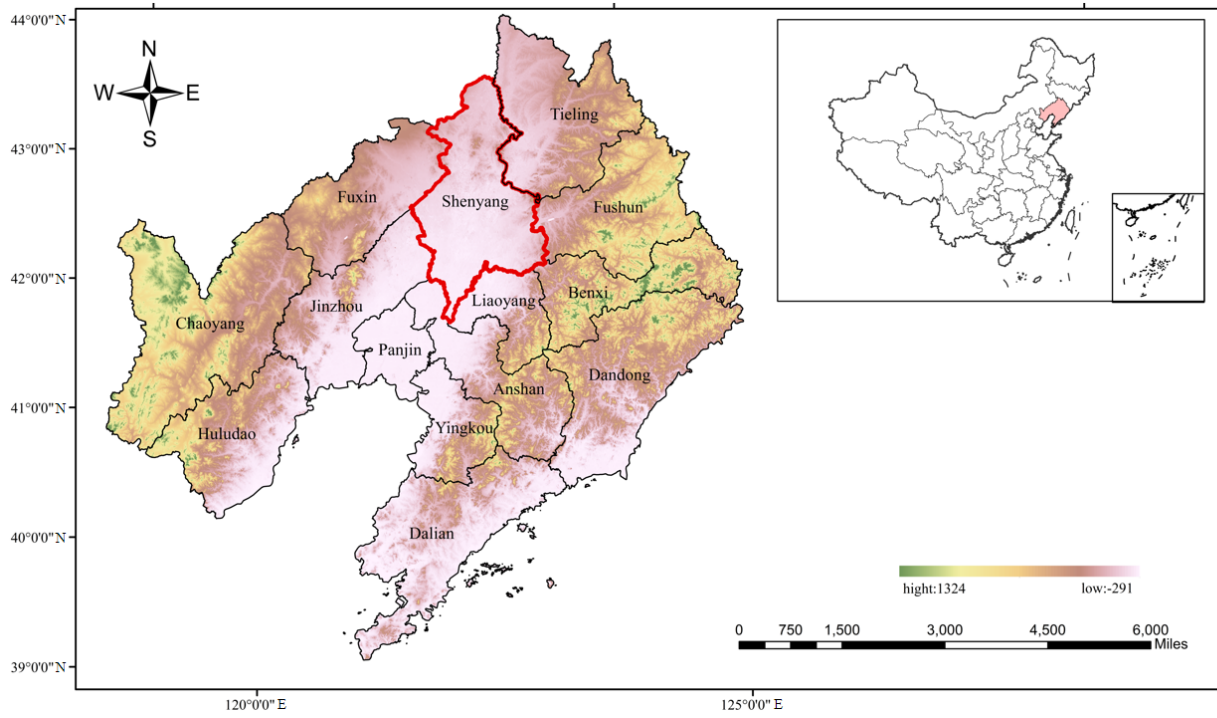 44°0'0"N
43°0'0"N
42°0'0"N
41°0'0"N
40°0'0"N
39°0'0"N
N
W E
S
Tieling
Fuxin
Shenyang
Fushun
Chaoyang
Jinzhou
Liaoyang
Benxi
Panjin
Anshan
Dandong
Huludao
Yingkou
Dalian
hight:1324 low:-291
0 750 1,500 3,000 4,500 6,000
Miles
120°0'0" E 125°0'0" E